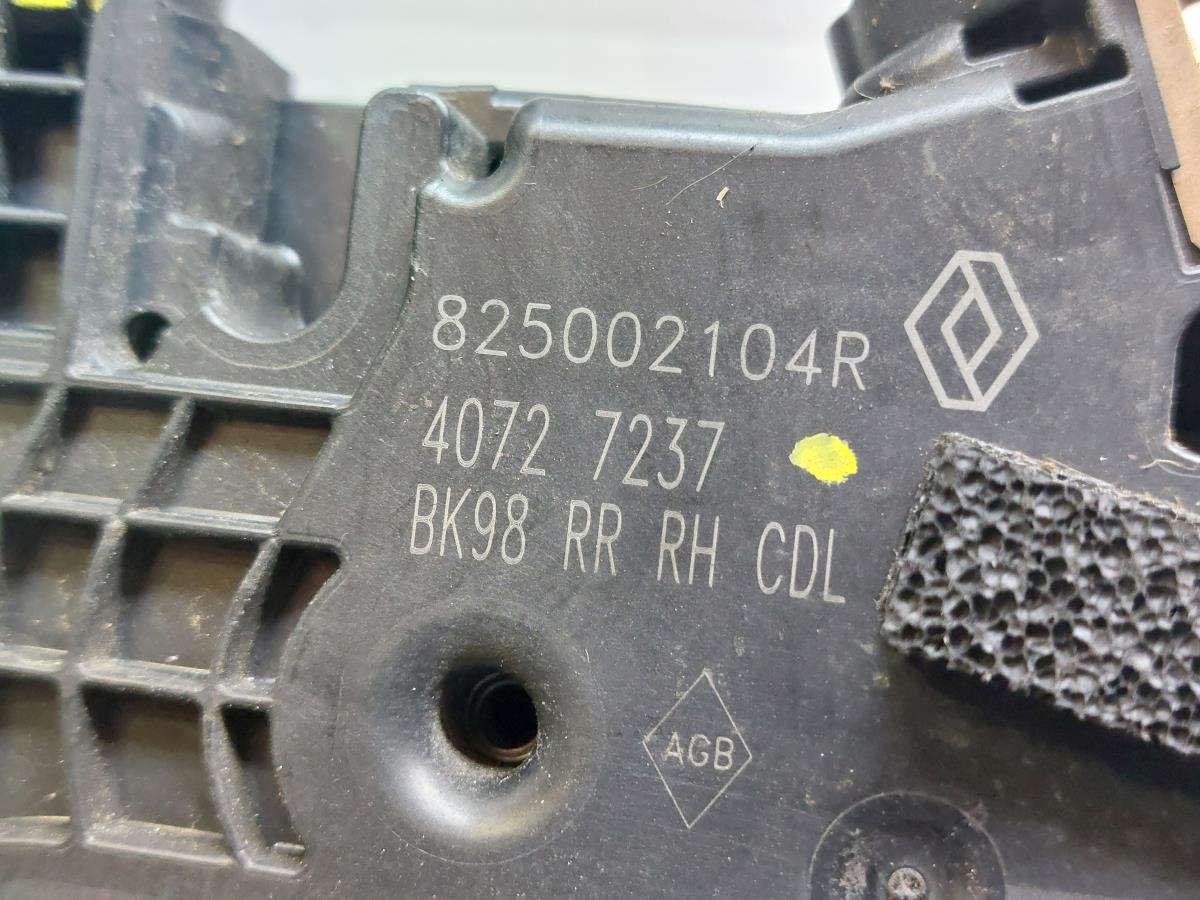 825002104R
4072 7237
BK98 RR RH CDL
AGB